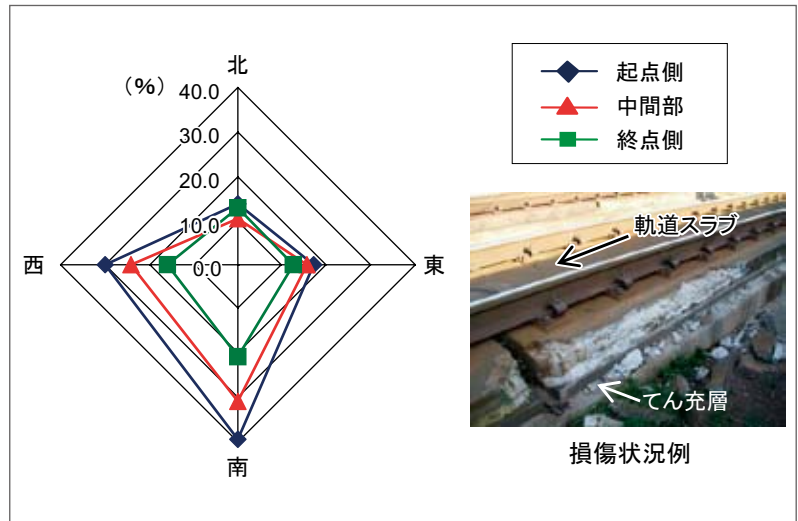 北
（%）
40.0
30.0
20.0
10.0
0.0
西
東
南
起点側
中間部
終点側
軌道スラブ
てん充層
損傷状況例